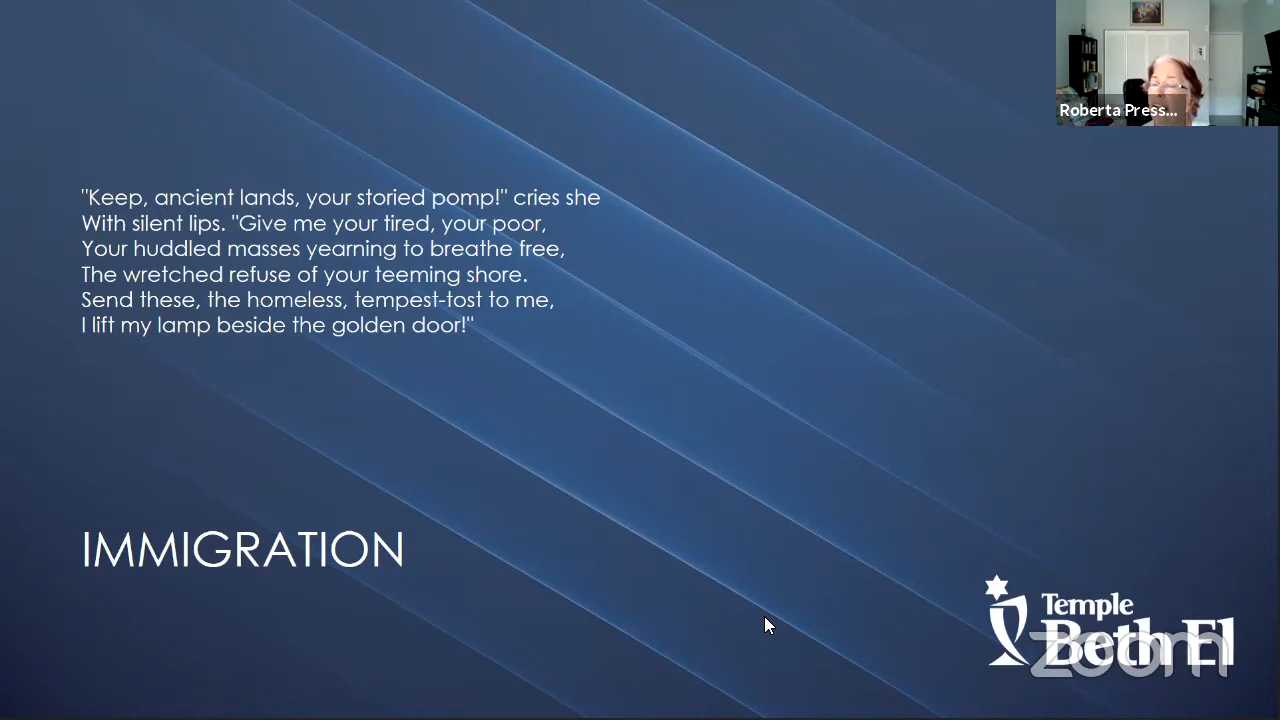 Roberta Press...
"Keep, ancient lands, your storied pomp!" cries she
With silent lips. "Give me your tired, your poor,
Your huddled masses yearning to breathe free,
The wretched refuse of your teeming shore.
Send these, the homeless, tempest-tost to me,
I lift my lamp beside the golden door!"
IMMIGRATION
Temple
Beth El
zoom